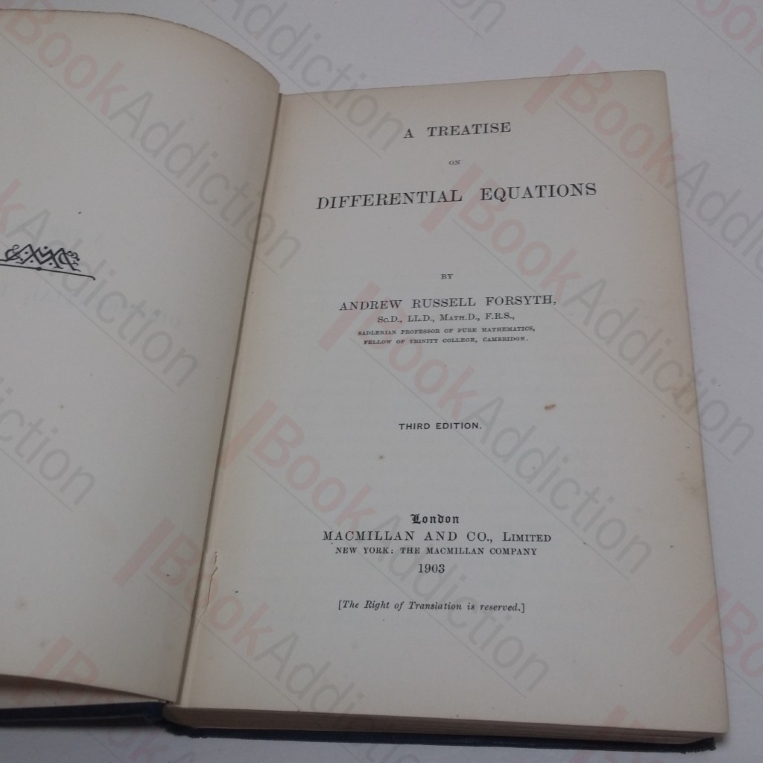 A TREATISE
ON
DIFFERENTIAL EQUATIONS
BY
ANDREW RUSSELL FORSYTH,
Sc.D., LL.D., Math.D., F.R.S.,
SADLERIAN PROFESSOR OF PURE MATHEMATICS,
FELLOW OF TRINITY COLLEGE, CAMBRIDGE.
THIRD EDITION.
London
MACMILLAN AND CO., Limited
NEW YORK: THE MACMILLAN COMPANY
1903
[The Right of Translation is reserved.]
BookAddiction